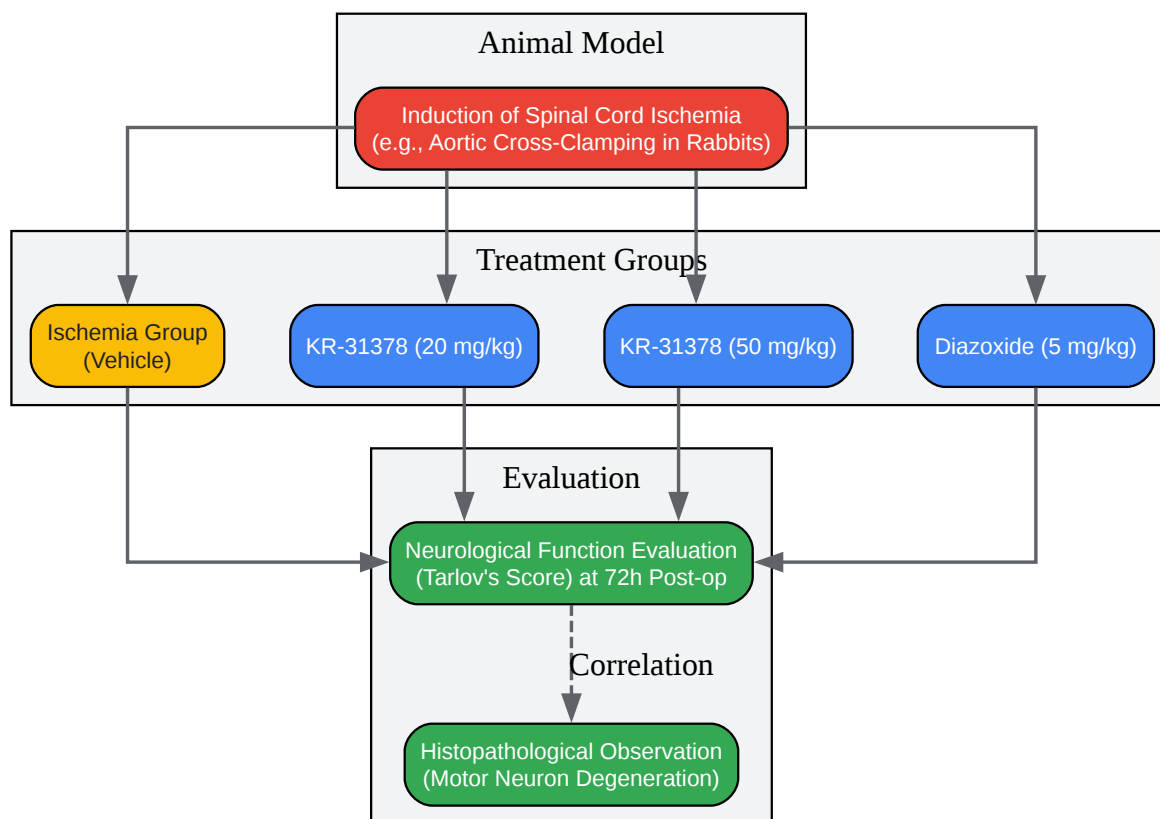 Animal Model
Induction of Spinal Cord Ischemia
(e.g., Aortic Cross-Clamping in Rabbits)
Treatment Groups
Ischemia Group
(Vehicle)
KR-31378 (20 mg/kg)
KR-31378 (50 mg/kg)
Diazoxide (5 mg/kg)
Evaluation
Neurological Function Evaluation
(Tarlov's Score) at 72h Post-op
Correlation
Histopathological Observation
(Motor Neuron Degeneration)